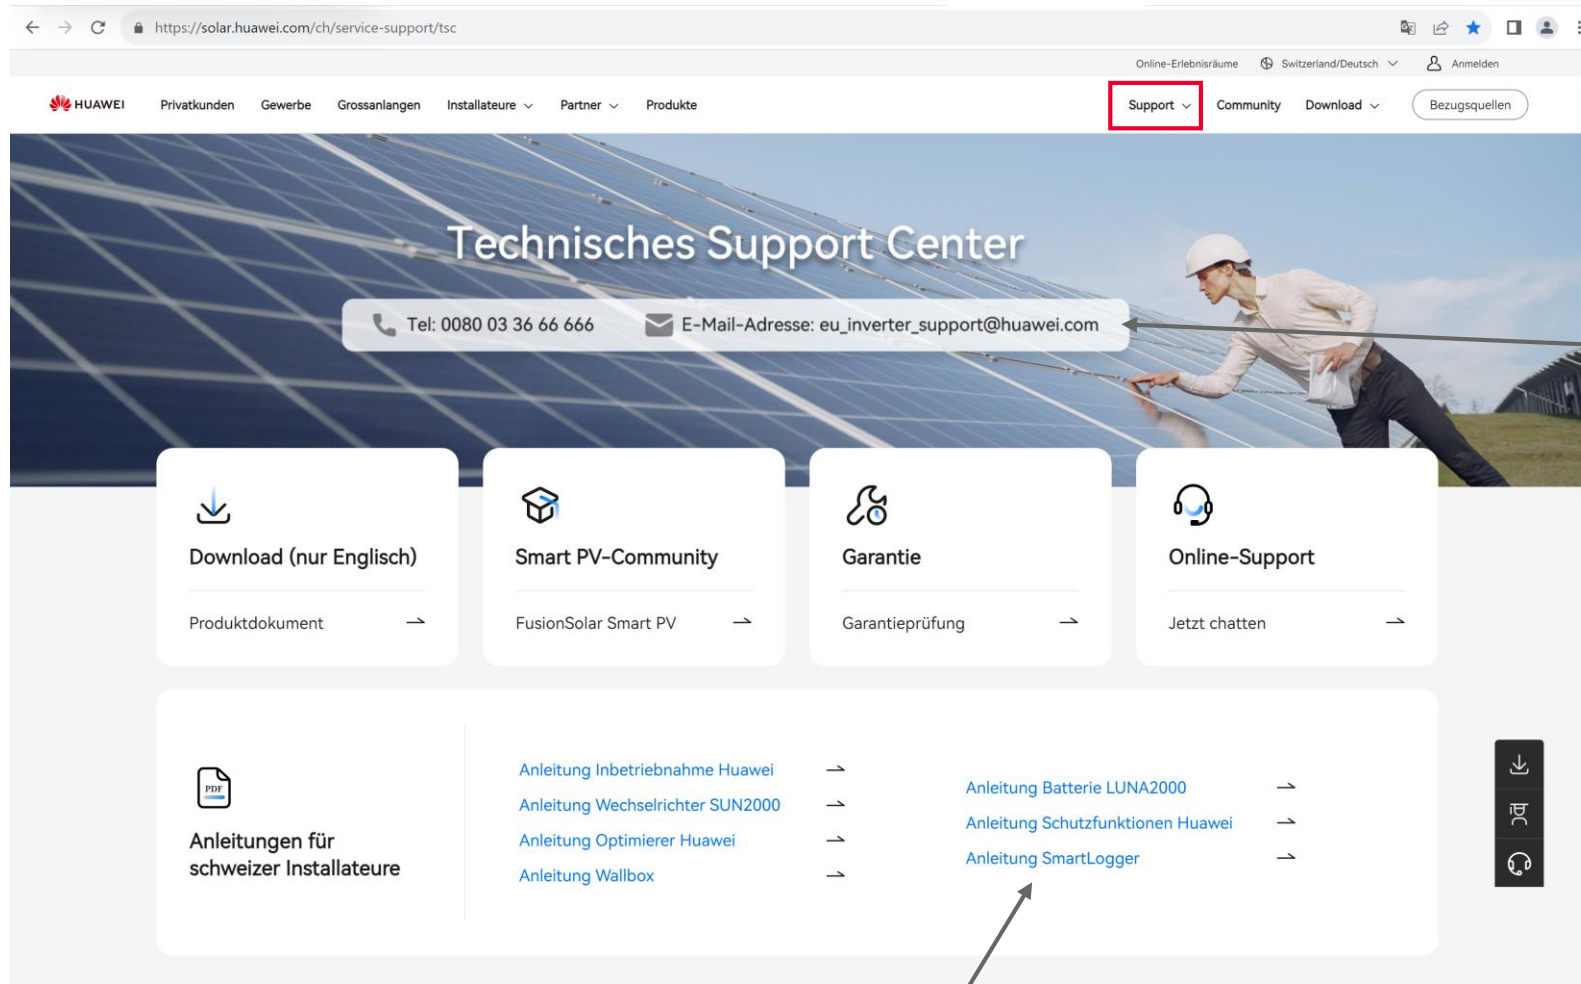 https://solar.huawei.com/ch/service-support/tsc
Online-Erlebnisräume Switzerland/Deutsch Anmelden
HUAWEI Privatkunden Gewerbe Grossanlangen Installateure Partner Produkte Support Community Download Bezugsquellen
Technisches Support Center
Tel: 0080 03 36 66 666 E-Mail-Adresse: eu_inverter_support@huawei.com
Download (nur Englisch)
Produktdokument
Smart PV-Community
FusionSolar Smart PV
Garantie
Garantieprüfung
Online-Support
Jetzt chatten
PDF
Anleitungen für
schweizer Installateure
Anleitung Inbetriebnahme Huawei
Anleitung Wechselrichter SUN2000
Anleitung Optimierer Huawei
Anleitung Wallbox
Anleitung Batterie LUNA2000
Anleitung Schutzfunktionen Huawei
Anleitung SmartLogger